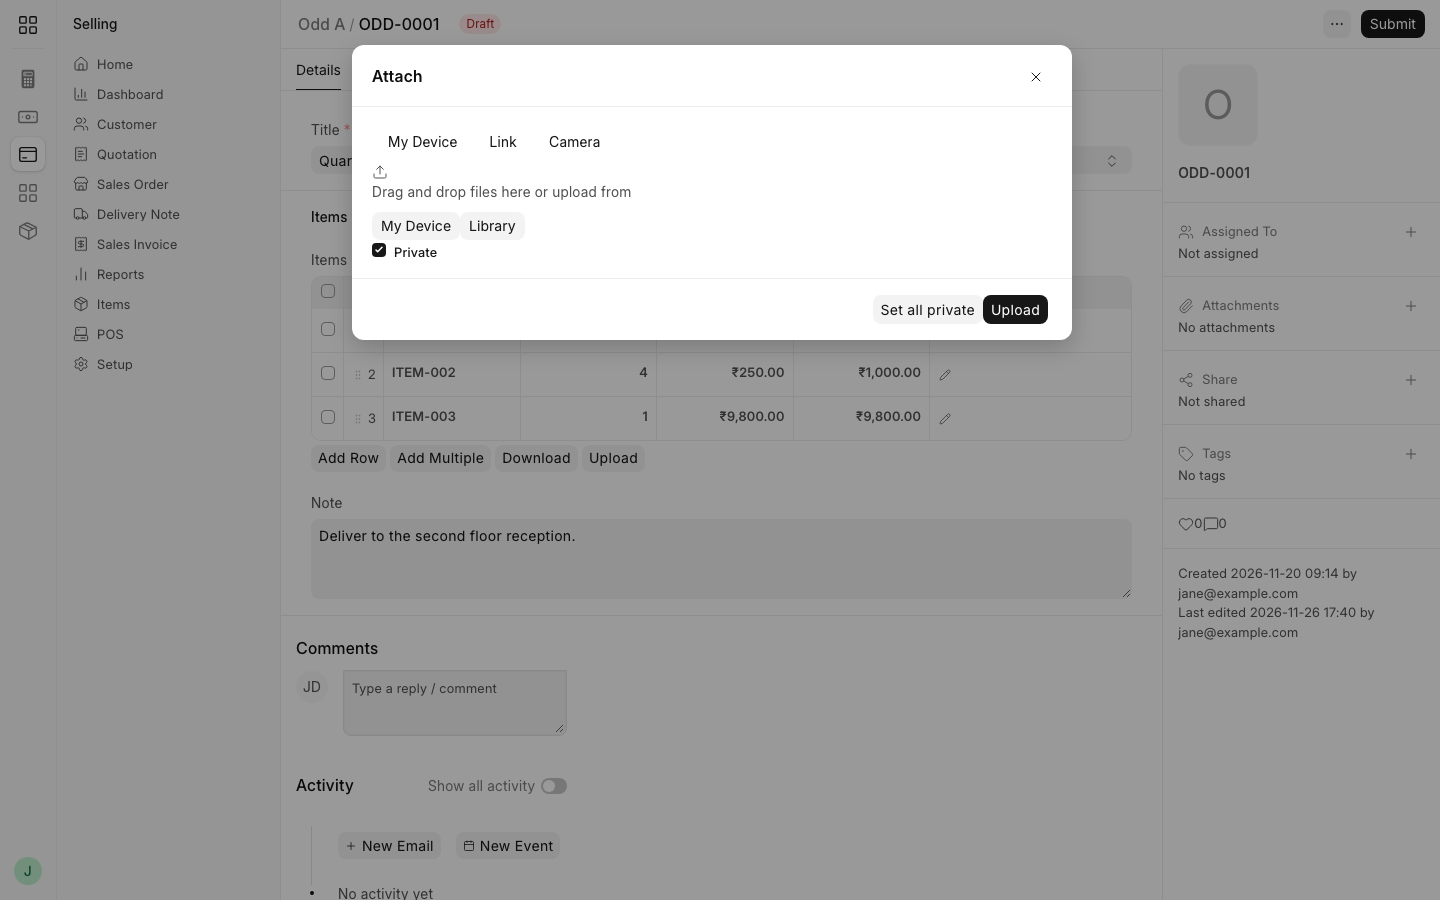 Selling
Odd A / ODD-0001
Draft
Submit
Home
Dashboard
Customer
Quotation
Sales Order
Delivery Note
Sales Invoice
Reports
Items
POS
Setup
J
Details
Title *
Items
Items
Attach
My Device
Link
Camera
Drag and drop files here or upload from
My Device
Library
Private
Set all private
Upload
2 ITEM-002 4 ₹250.00 ₹1,000.00
3 ITEM-003 1 ₹9,800.00 ₹9,800.00
Add Row
Add Multiple
Download
Upload
Note
Deliver to the second floor reception.
Comments
JD
Type a reply / comment
Activity
Show all activity
New Email
New Event
No activity yet
O
ODD-0001
Assigned To
Not assigned
Attachments
No attachments
Share
Not shared
Tags
No tags
0
0
Created 2026-11-20 09:14 by
jane@example.com
Last edited 2026-11-26 17:40 by
jane@example.com